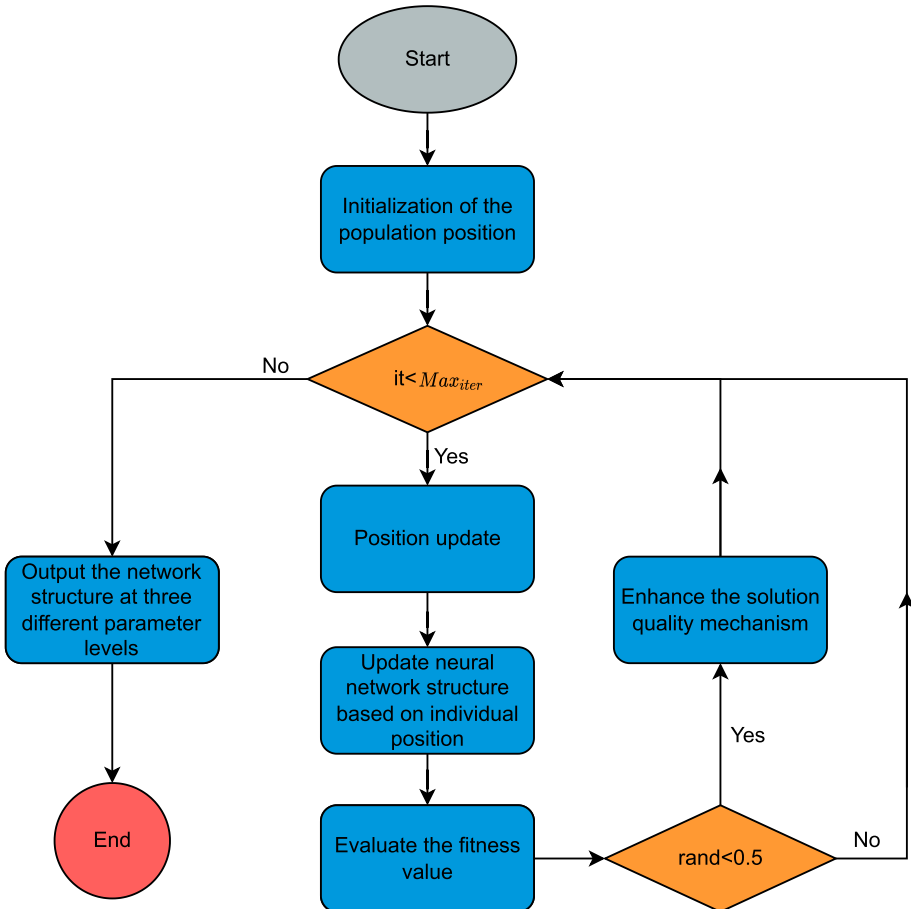 Start
Initialization of the
population position
No
it<Max_iter
Yes
Position update
Output the network
structure at three
different parameter
levels
Enhance the solution
quality mechanism
Update neural
network structure
based on individual
position
Yes
End
Evaluate the fitness
value
rand<0.5
No